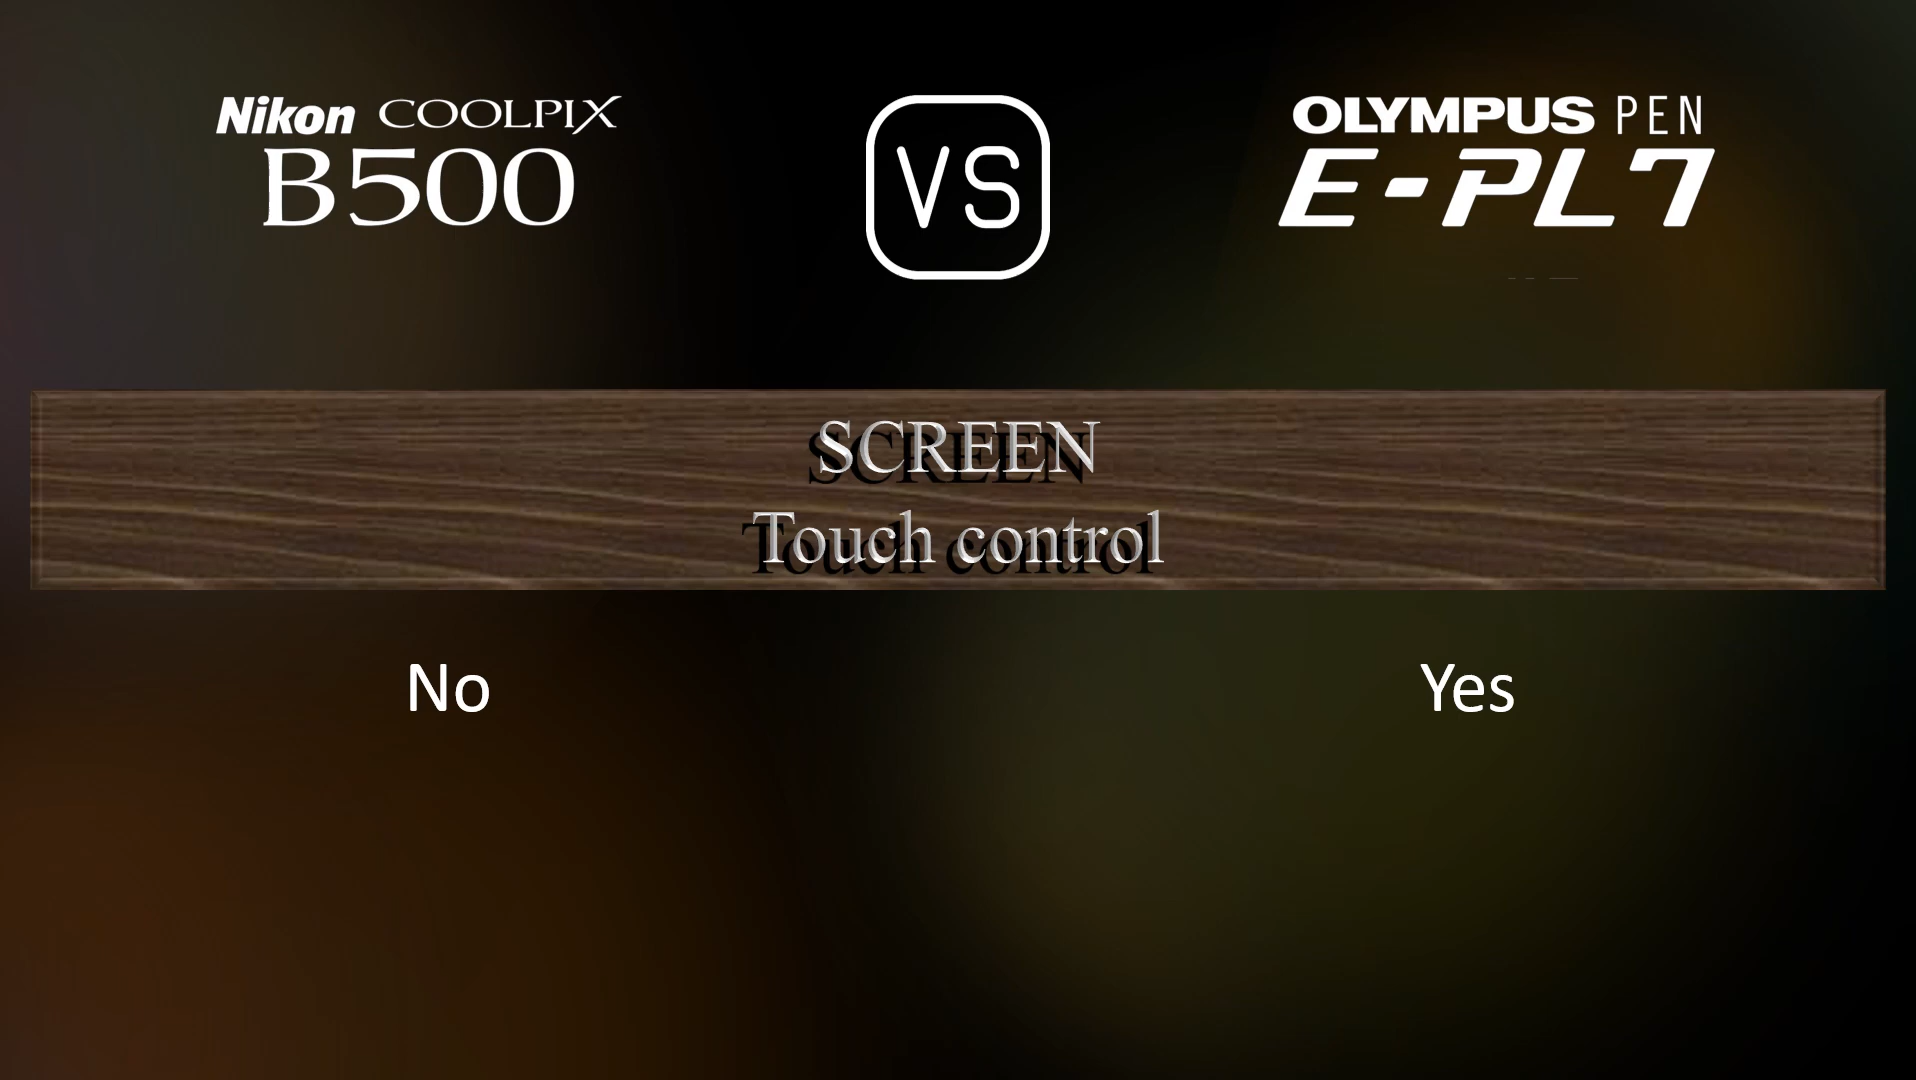 Nikon COOLPIX
B500
VS
OLYMPUS PEN
E-PL7
SCREEN
Touch control
No
Yes